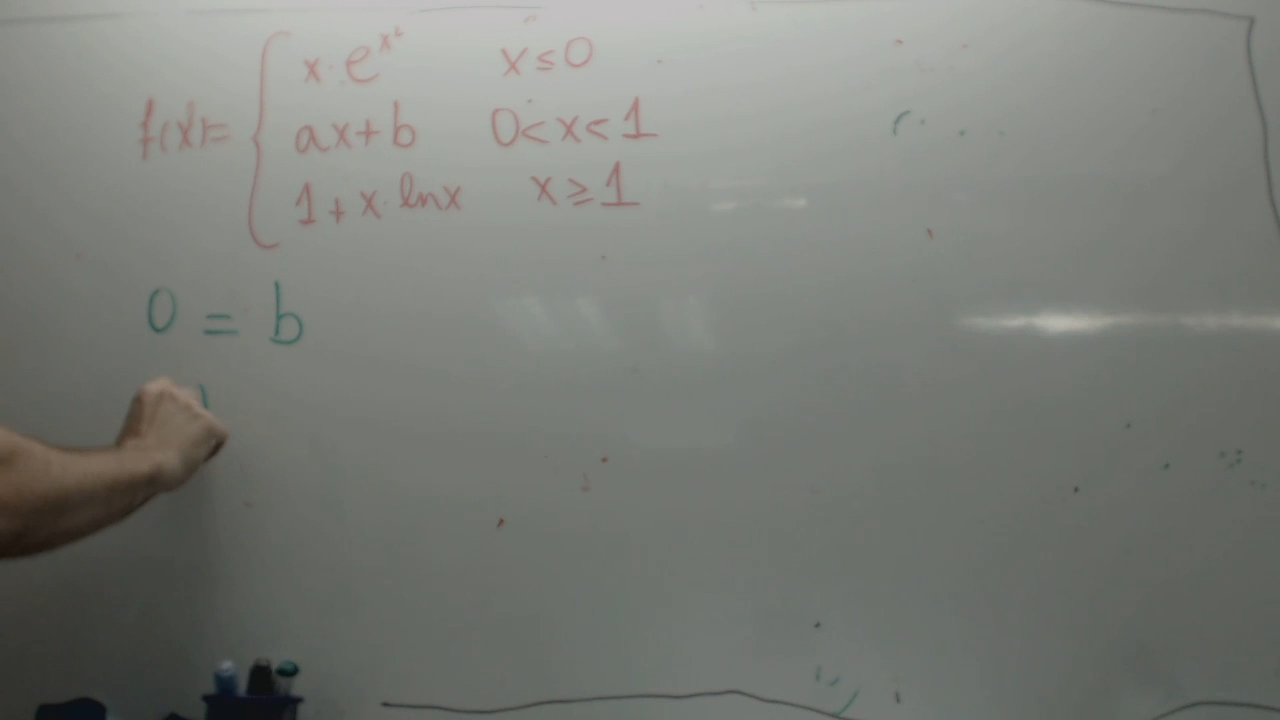 f(x)= { x·e^{x²} x≤0
ax+b 0<x<1
1+x·lnx x≥1
0 = b